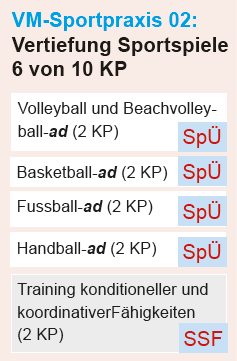 VM-Sportpraxis 02:
Vertiefung Sportspiele
6 von 10 KP
Volleyball und Beachvolley-
ball-ad (2 KP)
SpÜ
Basketball-ad (2 KP)
SpÜ
Fussball-ad (2 KP)
SpÜ
Handball-ad (2 KP)
SpÜ
Training konditioneller und
koordinativerFähigkeiten
(2 KP)
SSF